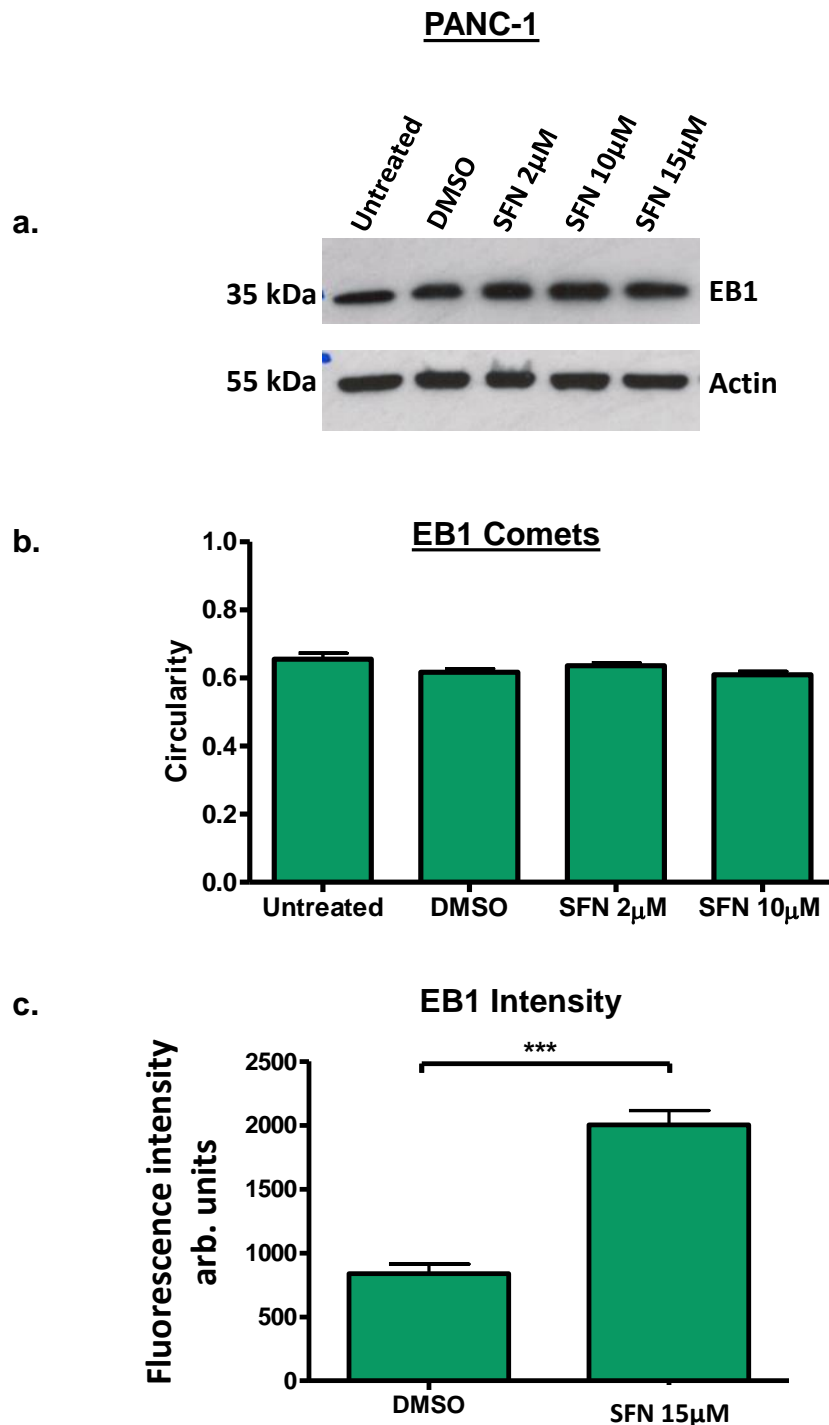 PANC-1
Untreated DMSO SFN 2µM SFN 10µM SFN 15µM
a.
35 kDa EB1
55 kDa Actin
b.
EB1 Comets
Circularity
1.0
0.8
0.6
0.4
0.2
0.0
Untreated DMSO SFN 2µM SFN 10µM
c.
EB1 Intensity
***
Fluorescence intensity
arb. units
2500
2000
1500
1000
500
0
DMSO SFN 15µM